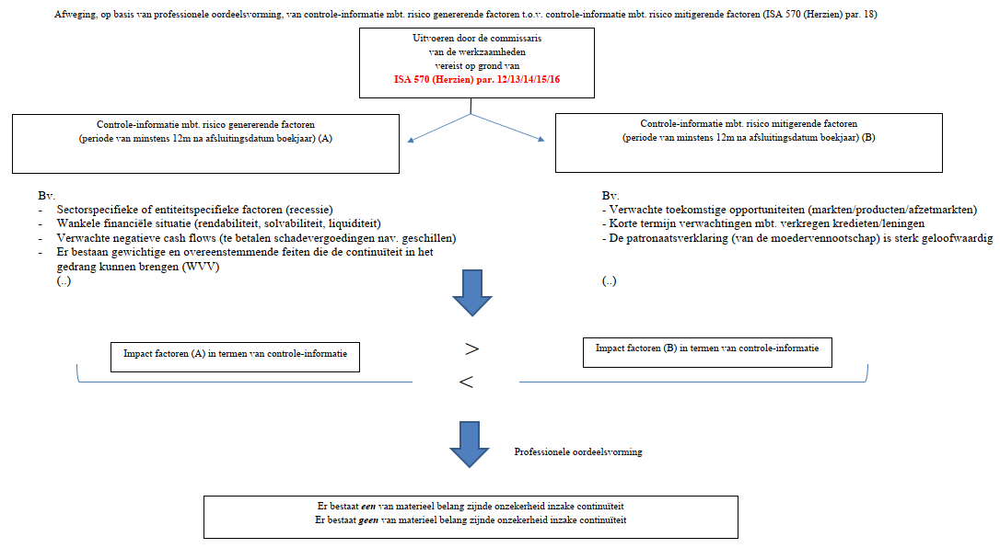 Afweging, op basis van professionele oordeelsvorming, van controle-informatie mbt. risico genererende factoren t.o.v. controle-informatie mbt. risico mitigerende factoren (ISA 570 (Herzien) par. 18)
Uitvoeren door de commissaris
van de werkzaamheden
vereist op grond van
ISA 570 (Herzien) par. 12/13/14/15/16
Controle-informatie mbt. risico genererende factoren
(periode van minstens 12m na afsluitingsdatum boekjaar) (A)
Controle-informatie mbt. risico mitigerende factoren
(periode van minstens 12m na afsluitingsdatum boekjaar) (B)
Bv.
- Sectorspecifieke of entiteitspecifieke factoren (recessie)
- Wankele financiële situatie (rendabiliteit, solvabiliteit, liquiditeit)
- Verwachte negatieve cash flows (te betalen schadevergoedingen nav. geschillen)
- Er bestaan gewichtige en overeenstemmende feiten die de continuïteit in het
gedrang kunnen brengen (WVV)
(..)
Bv.
- Verwachte toekomstige opportuniteiten (markten/producten/afzetmarkten)
- Korte termijn verwachtingen mbt. verkregen kredieten/leningen
- De patronaatsverklaring (van de moedervennootschap) is sterk geloofwaardig
(..)
Impact factoren (A) in termen van controle-informatie
>
<
Impact factoren (B) in termen van controle-informatie
Professionele oordeelsvorming
Er bestaat een van materieel belang zijnde onzekerheid inzake continuïteit
Er bestaat geen van materieel belang zijnde onzekerheid inzake continuïteit